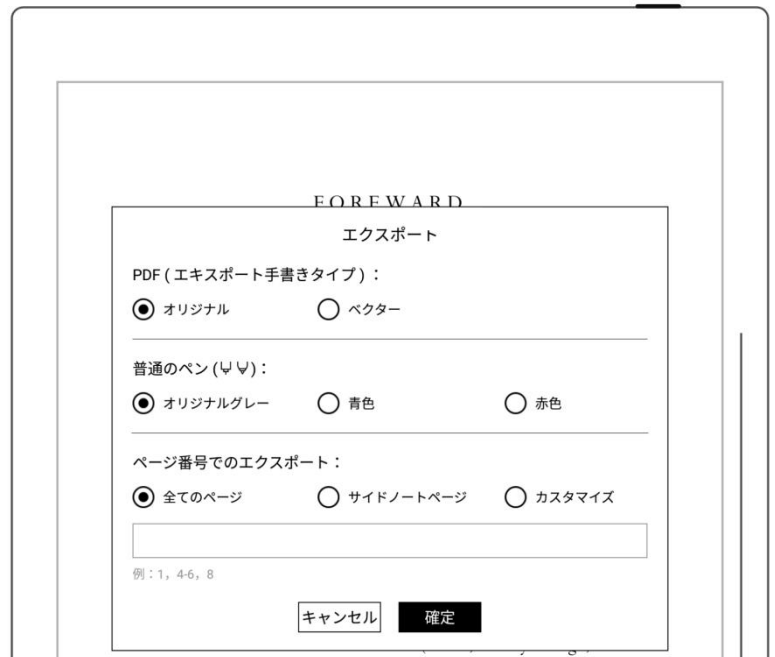 FOREWARD
エクスポート
PDF ( エキスポート手書きタイプ ) :
オリジナル ベクター
普通のペン ( ):
オリジナルグレー 青色 赤色
ページ番号でのエクスポート:
全てのページ サイドノートページ カスタマイズ
例:1，4-6，8
キャンセル 確定